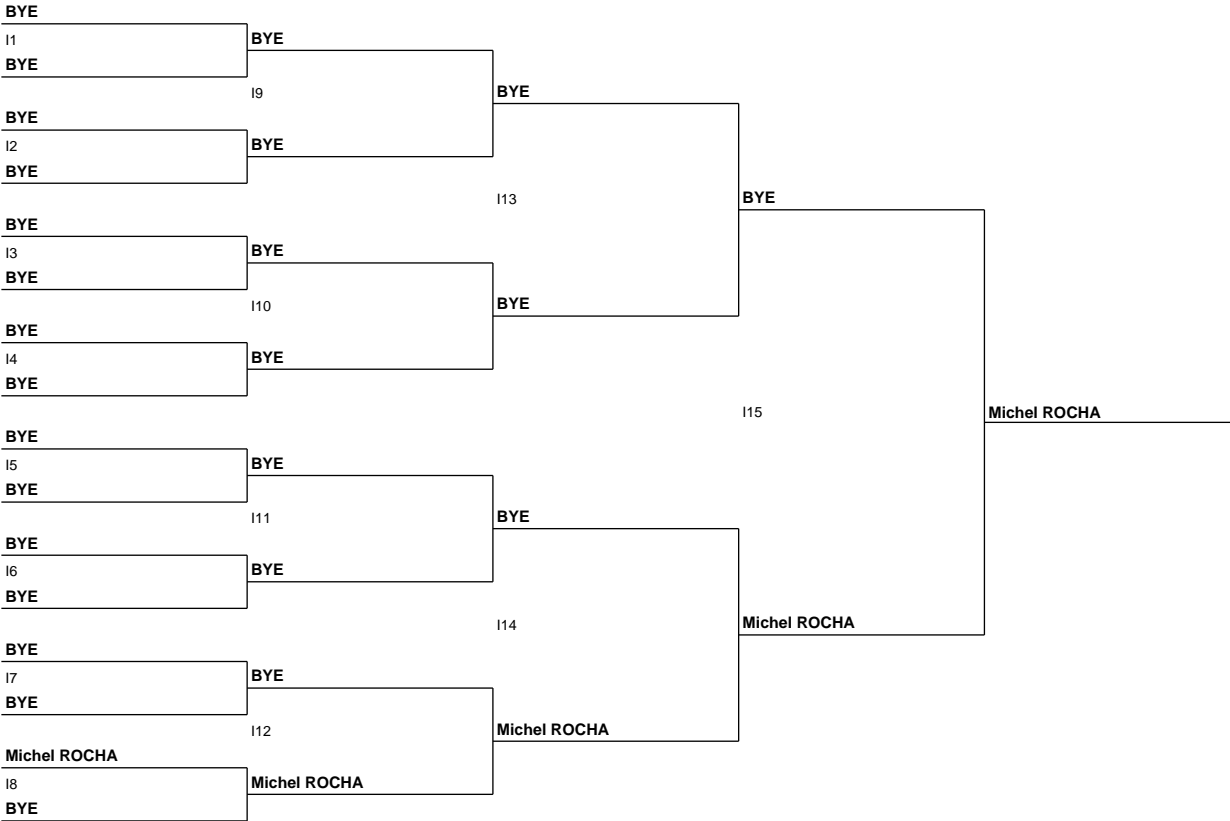 BYE
I1
BYE
BYE
I9
BYE
BYE
I2
BYE
BYE
I13
BYE
BYE
I3
BYE
BYE
I10
BYE
BYE
I4
BYE
BYE
I15
Michel ROCHA
BYE
I5
BYE
BYE
I11
BYE
BYE
I6
BYE
BYE
I14
Michel ROCHA
BYE
I7
BYE
BYE
I12
Michel ROCHA
Michel ROCHA
I8
Michel ROCHA
BYE